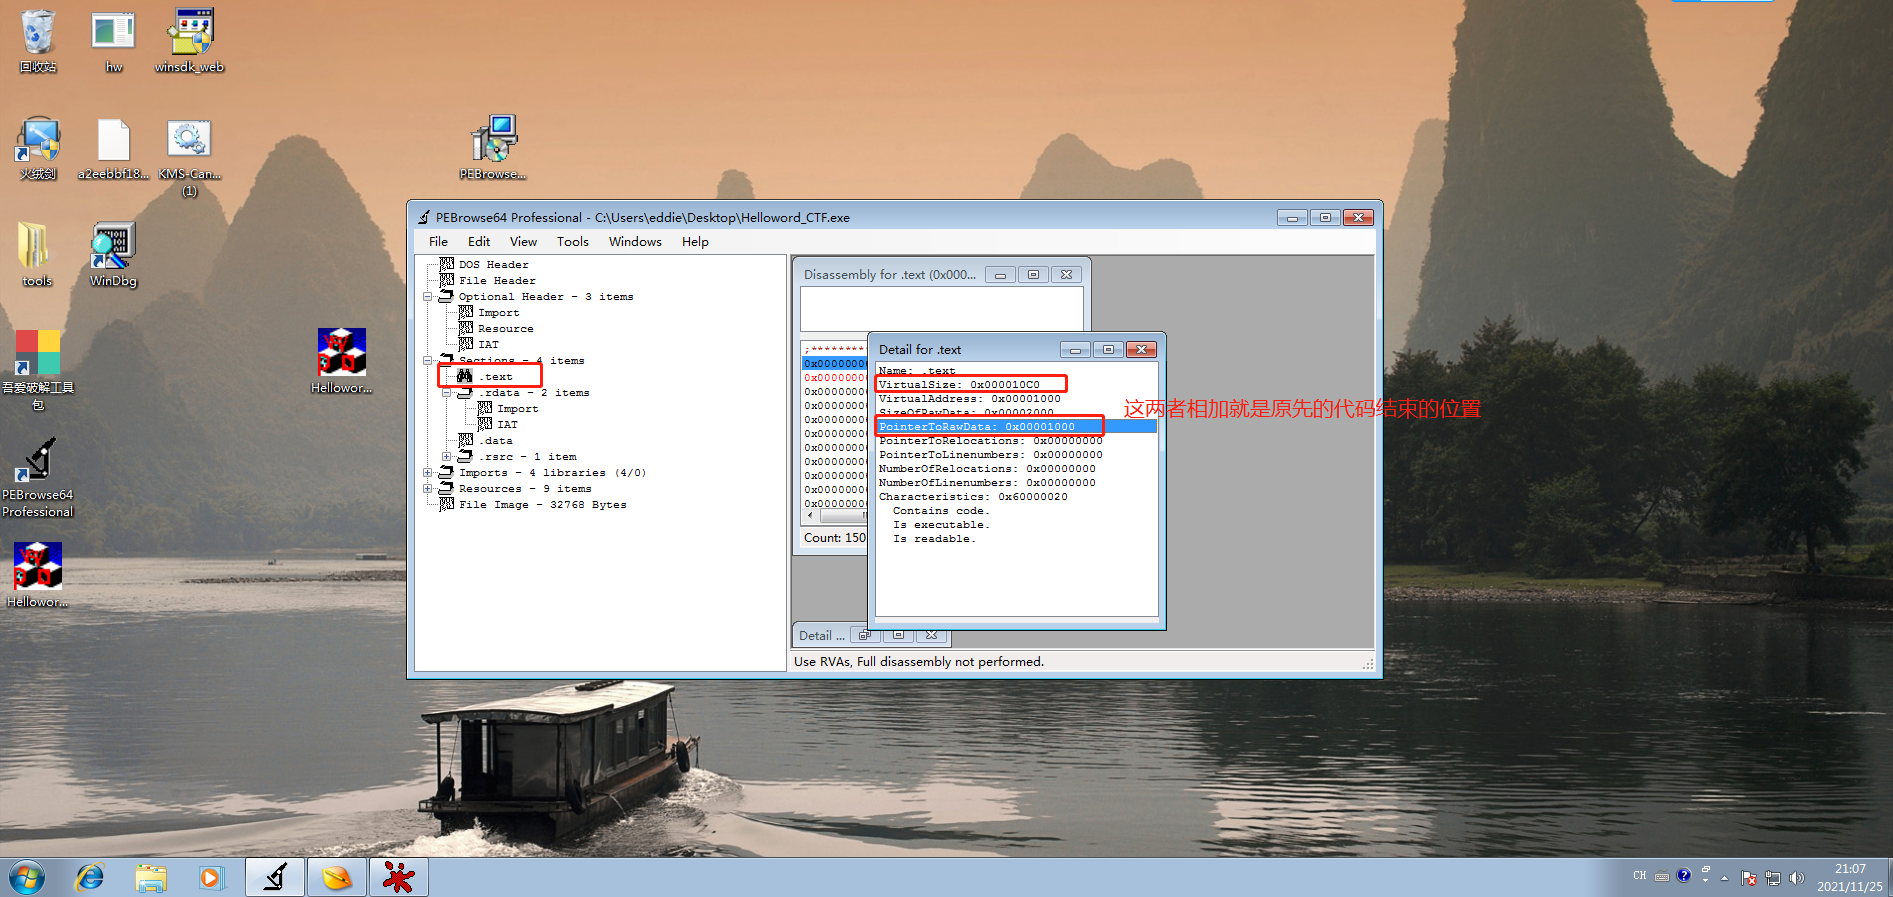 回收站
hw
winsdk_web
火绒剑
a2eebbf18...
KMS-Can...
(1)
PEBrowse...
tools
WinDbg
吾爱破解工具
包
Hellowor...
PEBrowse64
Professional
Hellowor...
PEBrowse64 Professional - C:\Users\eddie\Desktop\Helloword_CTF.exe
File Edit View Tools Windows Help
DOS Header
File Header
Optional Header - 3 items
Import
Resource
IAT
Sections - 4 items
.text
.rdata - 2 items
Import
IAT
.data
.rsrc - 1 item
Imports - 4 libraries (4/0)
Resources - 9 items
File Image - 32768 Bytes
Disassembly for .text (0x000...
;*********
0x0000000
0x0000000
0x0000000
0x0000000
0x0000000
0x0000000
0x0000000
0x0000000
0x0000000
0x0000000
0x0000000
Count: 150
Detail for .text
Name: .text
VirtualSize: 0x000010C0
VirtualAddress: 0x00001000
SizeOfRawData: 0x00002000
PointerToRawData: 0x00001000
PointerToRelocations: 0x00000000
PointerToLinenumbers: 0x00000000
NumberOfRelocations: 0x00000000
NumberOfLinenumbers: 0x00000000
Characteristics: 0x60000020
Contains code.
Is executable.
Is readable.
这两者相加就是原先的代码结束的位置
Detail ...
Use RVAs, Full disassembly not performed.
CH
21:07
2021/11/25